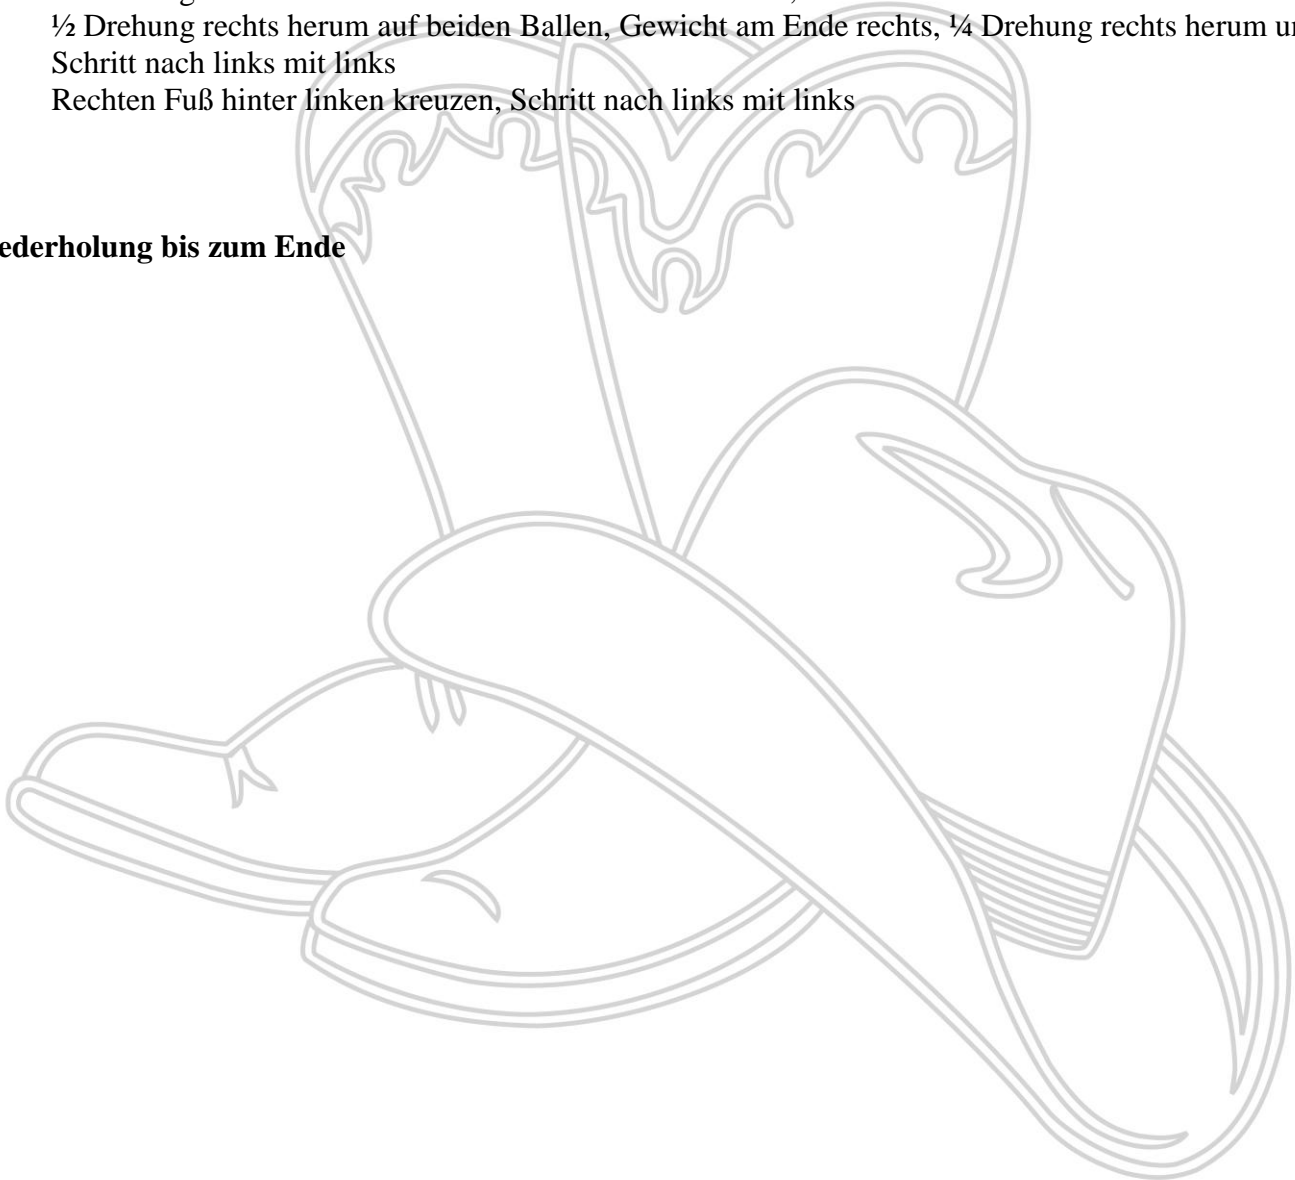 ½ Drehung rechts herum auf beiden Ballen, Gewicht am Ende rechts, ¼ Drehung rechts herum
Schritt nach links mit links
Rechten Fuß hinter linken kreuzen, Schritt nach links mit links
ederholung bis zum Ende